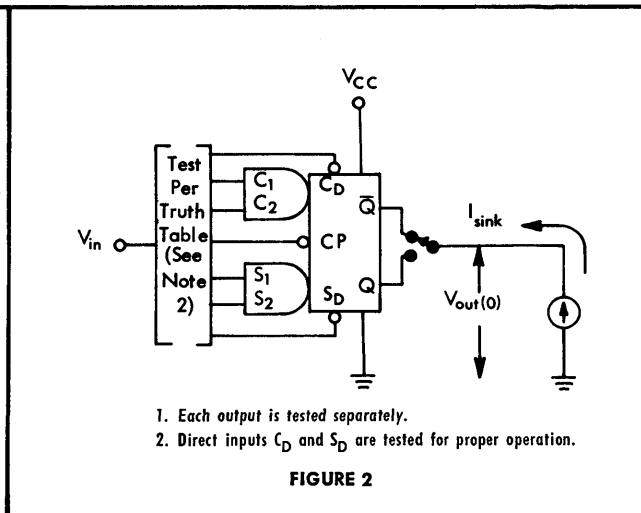 VCC
Test
Per
Truth
Table
(See
Note
2)
Vin
C1
C2
CD
Q̅
CP
S1
S2
SD
Q
Isink
Vout(0)
1. Each output is tested separately.
2. Direct inputs CD and SD are tested for proper operation.
FIGURE 2